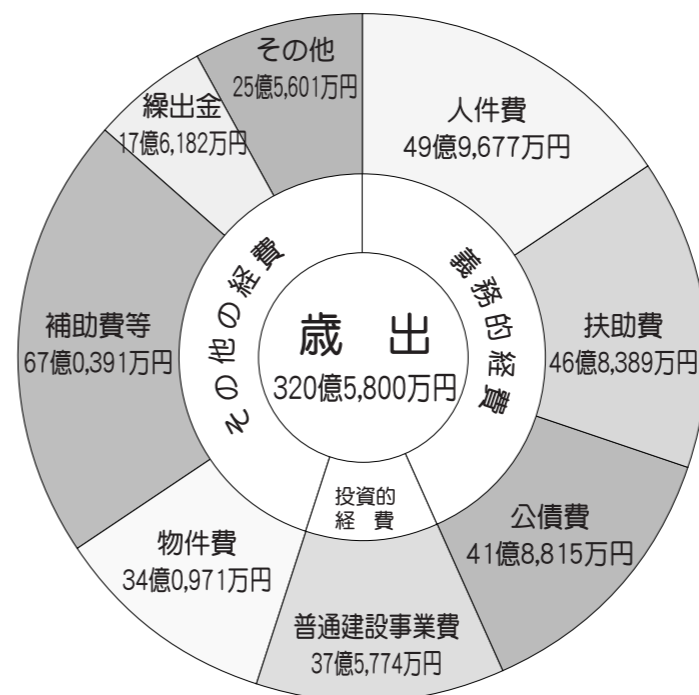 歳 出
320億5,800万円
義務的経費
人件費
49億9,677万円
扶助費
46億8,389万円
公債費
41億8,815万円
投資的
経 費
普通建設事業費
37億5,774万円
その他の経費
物件費
34億0,971万円
補助費等
67億0,391万円
繰出金
17億6,182万円
その他
25億5,601万円